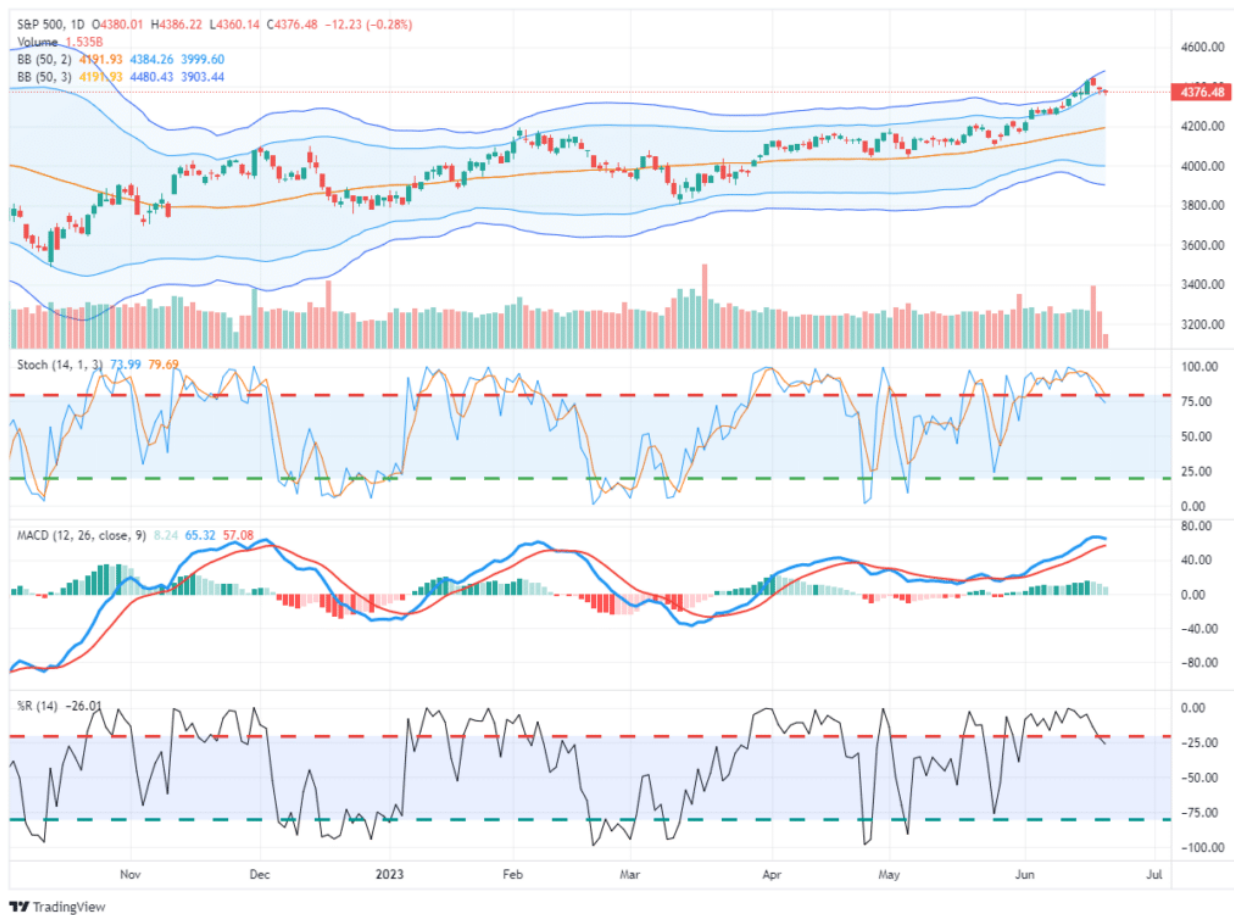 S&P 500, 1D O4380.01 H4386.22 L4360.14 C4376.48 −12.23 (−0.28%)
Volume 1.535B
BB (50, 2) 4191.93 4384.26 3999.60
BB (50, 3) 4191.93 4480.43 3903.44
4600.00
4376.48
4200.00
4000.00
3800.00
3600.00
3400.00
3200.00
Stoch (14, 1, 3) 73.99 79.69
100.00
75.00
50.00
25.00
0.00
MACD (12, 26, close, 9) 8.24 65.32 57.08
80.00
40.00
0.00
−40.00
−80.00
%R (14) −26.01
0.00
−25.00
−50.00
−75.00
−100.00
Nov Dec 2023 Feb Mar Apr May Jun Jul
TradingView